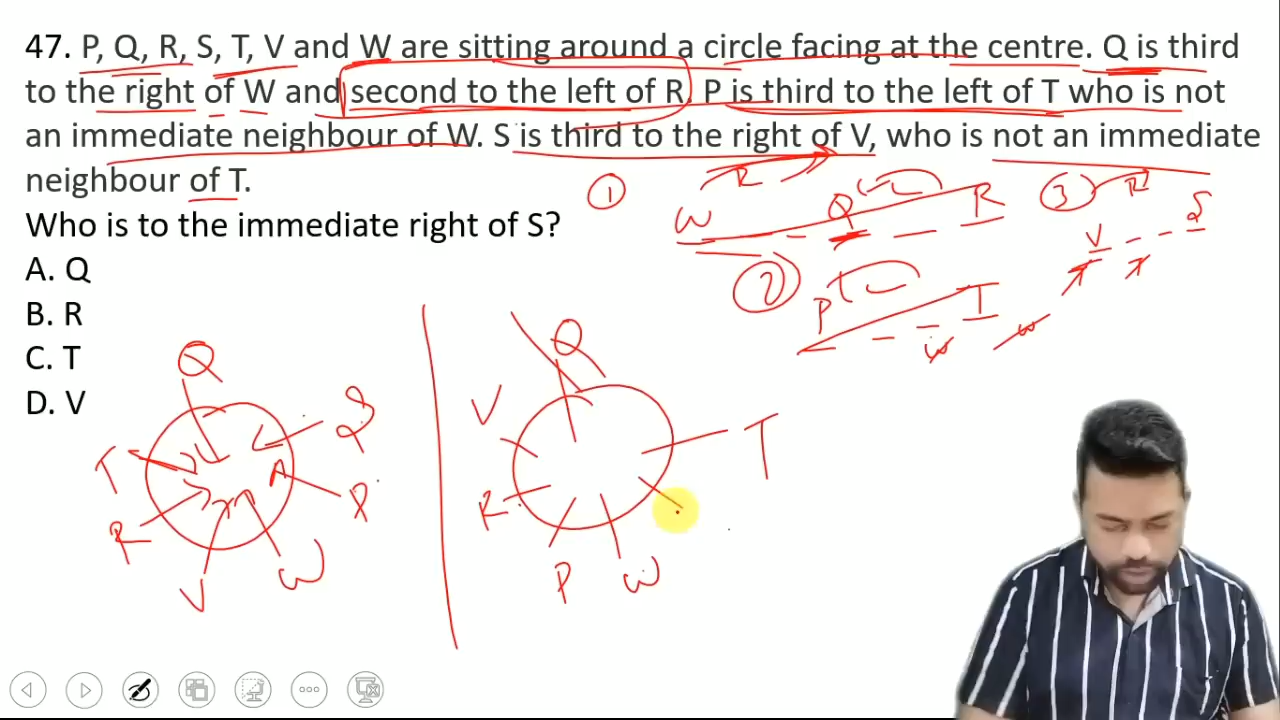 47. P, Q, R, S, T, V and W are sitting around a circle facing at the centre. Q is third
to the right of W and second to the left of R. P is third to the left of T who is not
an immediate neighbour of W. S is third to the right of V, who is not an immediate
neighbour of T.
Who is to the immediate right of S?
A. Q
B. R
C. T
D. V
1 W R Q L R
3 R V S
2 P L T W W
Q
S
T
P
R
W
V
Q
V
T
R
P W